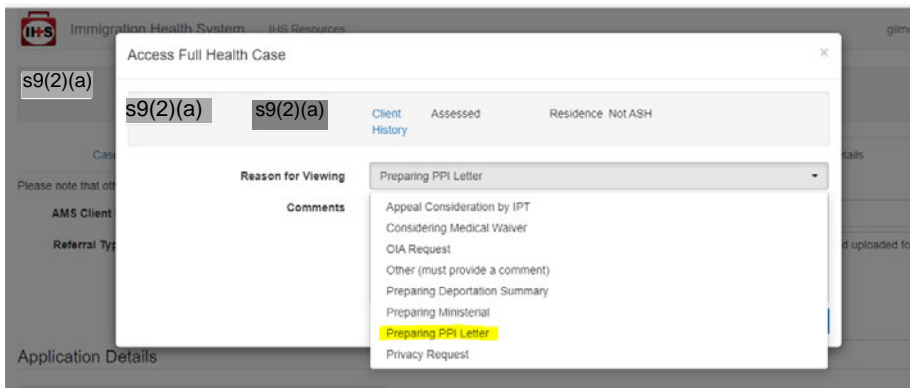 IHS Immigration Health System IHS Resources
Access Full Health Case ×
s9(2)(a)
s9(2)(a) s9(2)(a) Client History Assessed Residence Not ASH
Reason for Viewing Preparing PPI Letter
Comments
Appeal Consideration by IPT
Considering Medical Waiver
OIA Request
Other (must provide a comment)
Preparing Deportation Summary
Preparing Ministerial
Preparing PPI Letter
Privacy Request
Please note that
AMS Client
Referral
Application Details